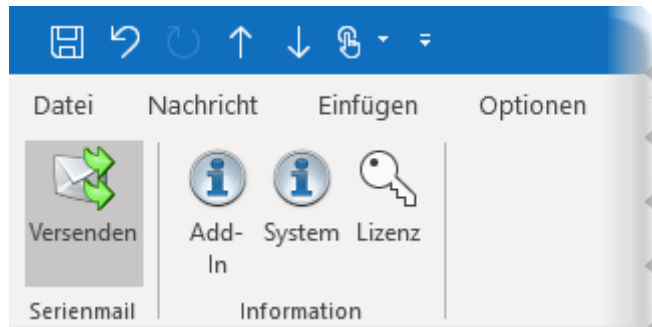 Datei Nachricht Einfügen Optionen
Versenden Add-In System Lizenz
Serienmail Information